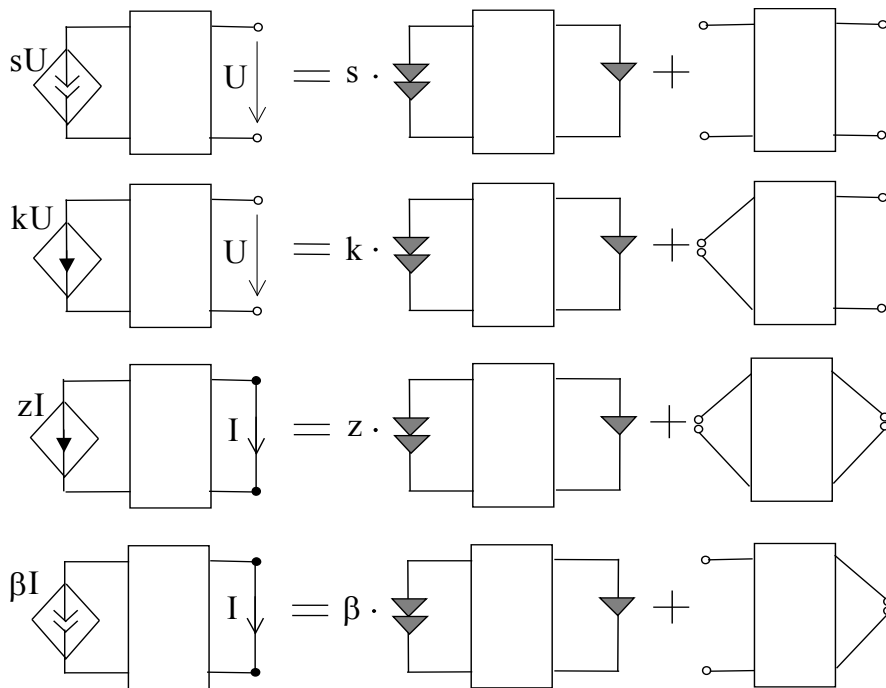 sU U = s · +
kU U = k · +
zI I = z · +
βI I = β · +